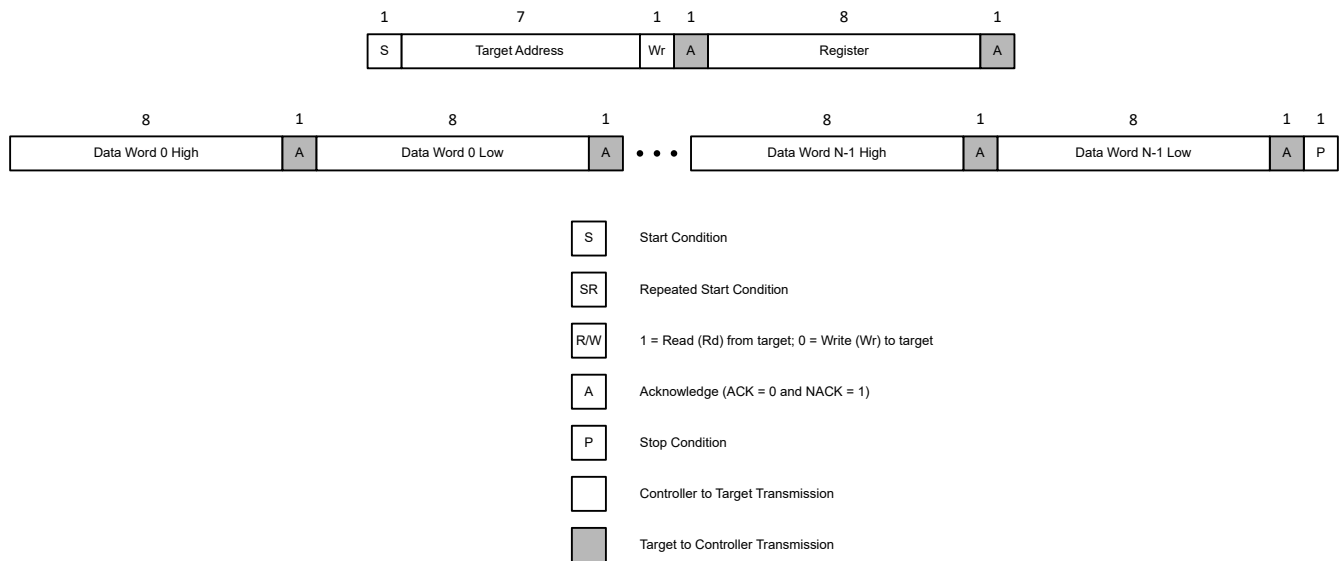 1 7 1 1 8 1
S Target Address Wr A Register A
8 1 8 1 8 1 8 1 1
Data Word 0 High A Data Word 0 Low A • • • Data Word N-1 High A Data Word N-1 Low A P
S Start Condition
SR Repeated Start Condition
R/W 1 = Read (Rd) from target; 0 = Write (Wr) to target
A Acknowledge (ACK = 0 and NACK = 1)
P Stop Condition
Controller to Target Transmission
Target to Controller Transmission